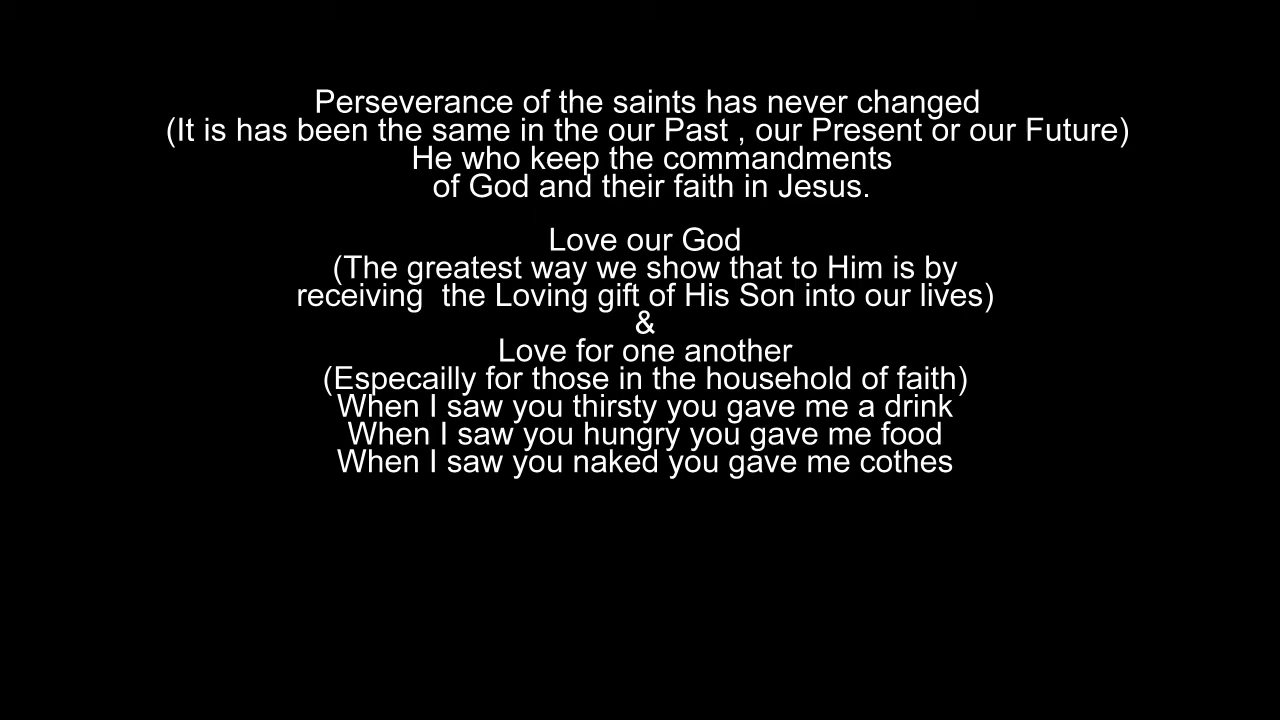 Perseverance of the saints has never changed
(It is has been the same in the our Past , our Present or our Future)
He who keep the commandments
of God and their faith in Jesus.
Love our God
(The greatest way we show that to Him is by
receiving  the Loving gift of His Son into our lives)
&
Love for one another
(Especailly for those in the household of faith)
When I saw you thirsty you gave me a drink
When I saw you hungry you gave me food
When I saw you naked you gave me cothes